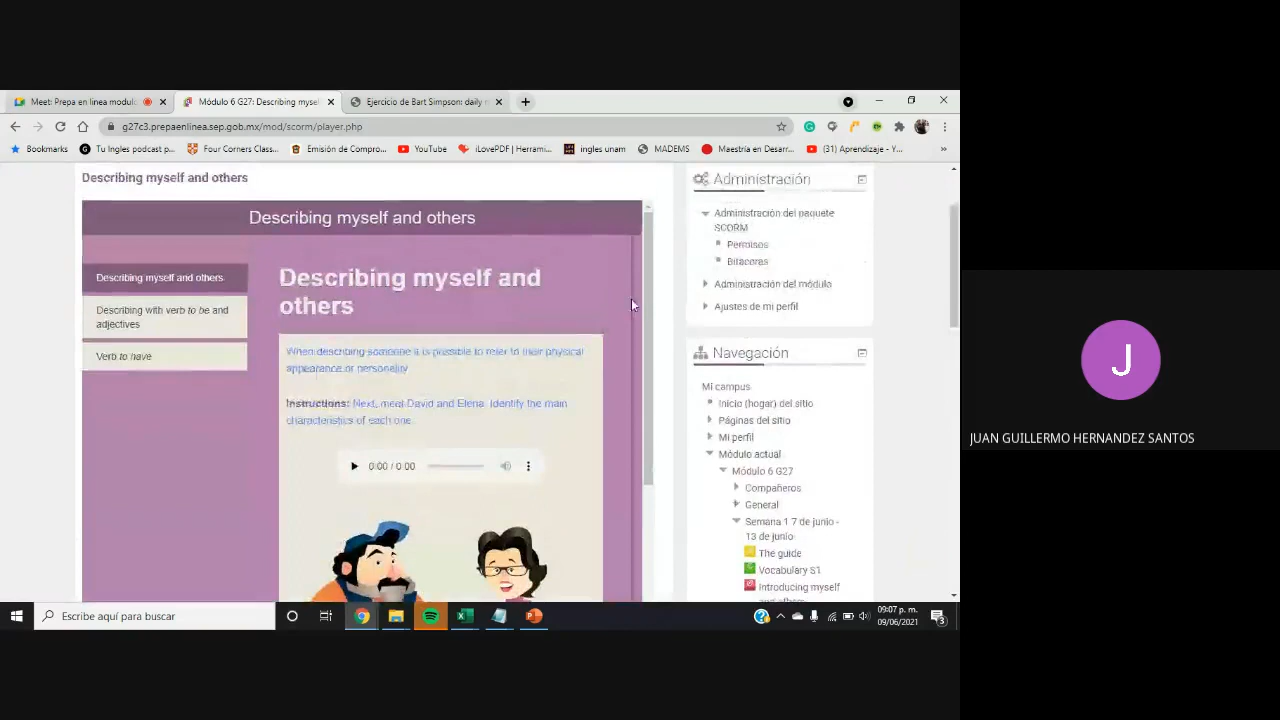 Meet: Prepa en linea modul
Módulo 6 G27: Describing mysel
Ejercicio de Bart Simpson: daily r
g27c3.prepaenlinea.sep.gob.mx/mod/scorm/player.php
Bookmarks
Tu Ingles podcast p...
Four Corners Class...
Emisión de Compro...
YouTube
iLovePDF | Herrami...
ingles unam
MADEMS
Maestría en Desarr...
(31) Aprendizaje - Y...
Describing myself and others
Describing myself and others
Describing myself and others
Describing with verb to be and
adjectives
Verb to have
Describing myself and
others
When describing someone it is possible to refer to their physical
appearance or personality
Instructions: Next, meet David and Elena. Identify the main
characteristics of each one.
0:00 / 0:00
Administración
Administración del paquete
SCORM
Permisos
Bitácoras
Administración del módulo
Ajustes de mi perfil
Navegación
Mi campus
Inicio (hogar) del sitio
Páginas del sitio
Mi perfil
Módulo actual
Módulo 6 G27
Compañeros
General
Semana 1 7 de junio -
13 de junio
The guide
Vocabulary S1
Introducing myself
and others
Escribe aquí para buscar
09:07 p. m.
09/06/2021
3
J
JUAN GUILLERMO HERNANDEZ SANTOS